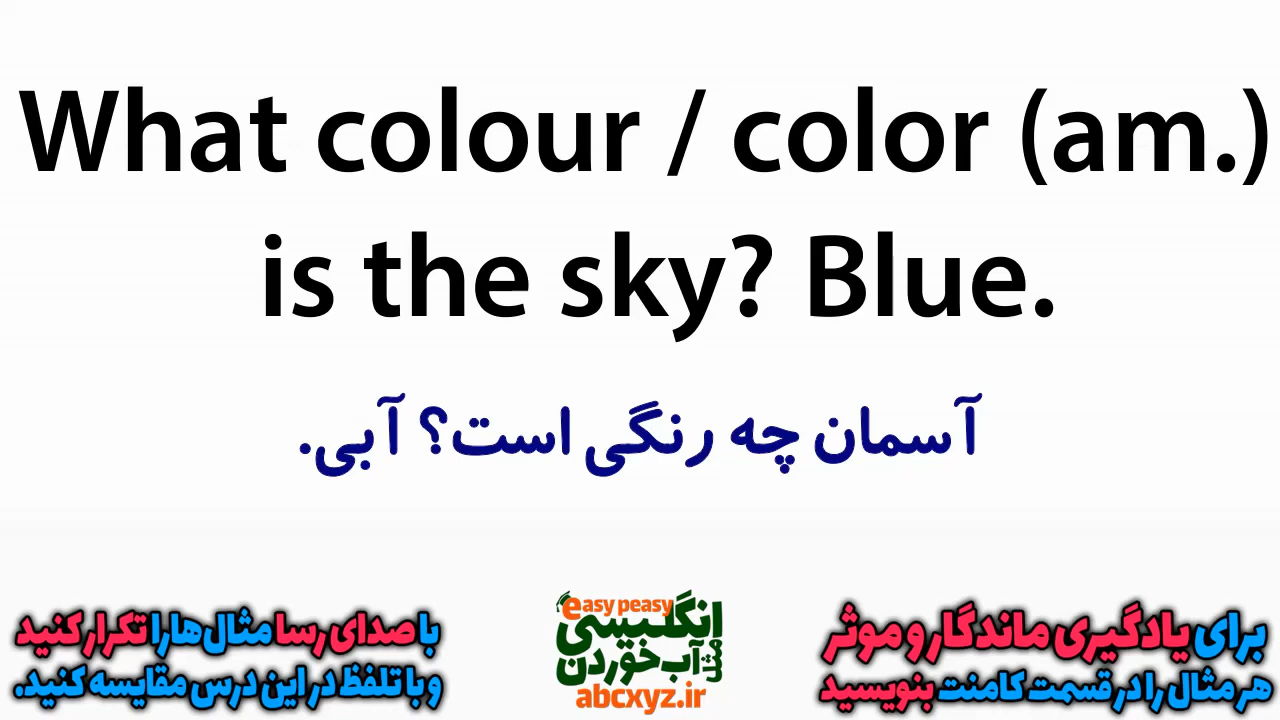 What colour / color (am.)
is the sky? Blue.
آسمان چه رنگی است؟ آبی.
برای یادگیری ماندگار و موثر
هر مثال را در قسمت کامنت بنویسید
easy peasy
انگلیسی
مثل آب خوردن
abcxyz.ir
با صدای رسا مثال‌ها را تکرار کنید
و با تلفظ در این درس مقایسه کنید.